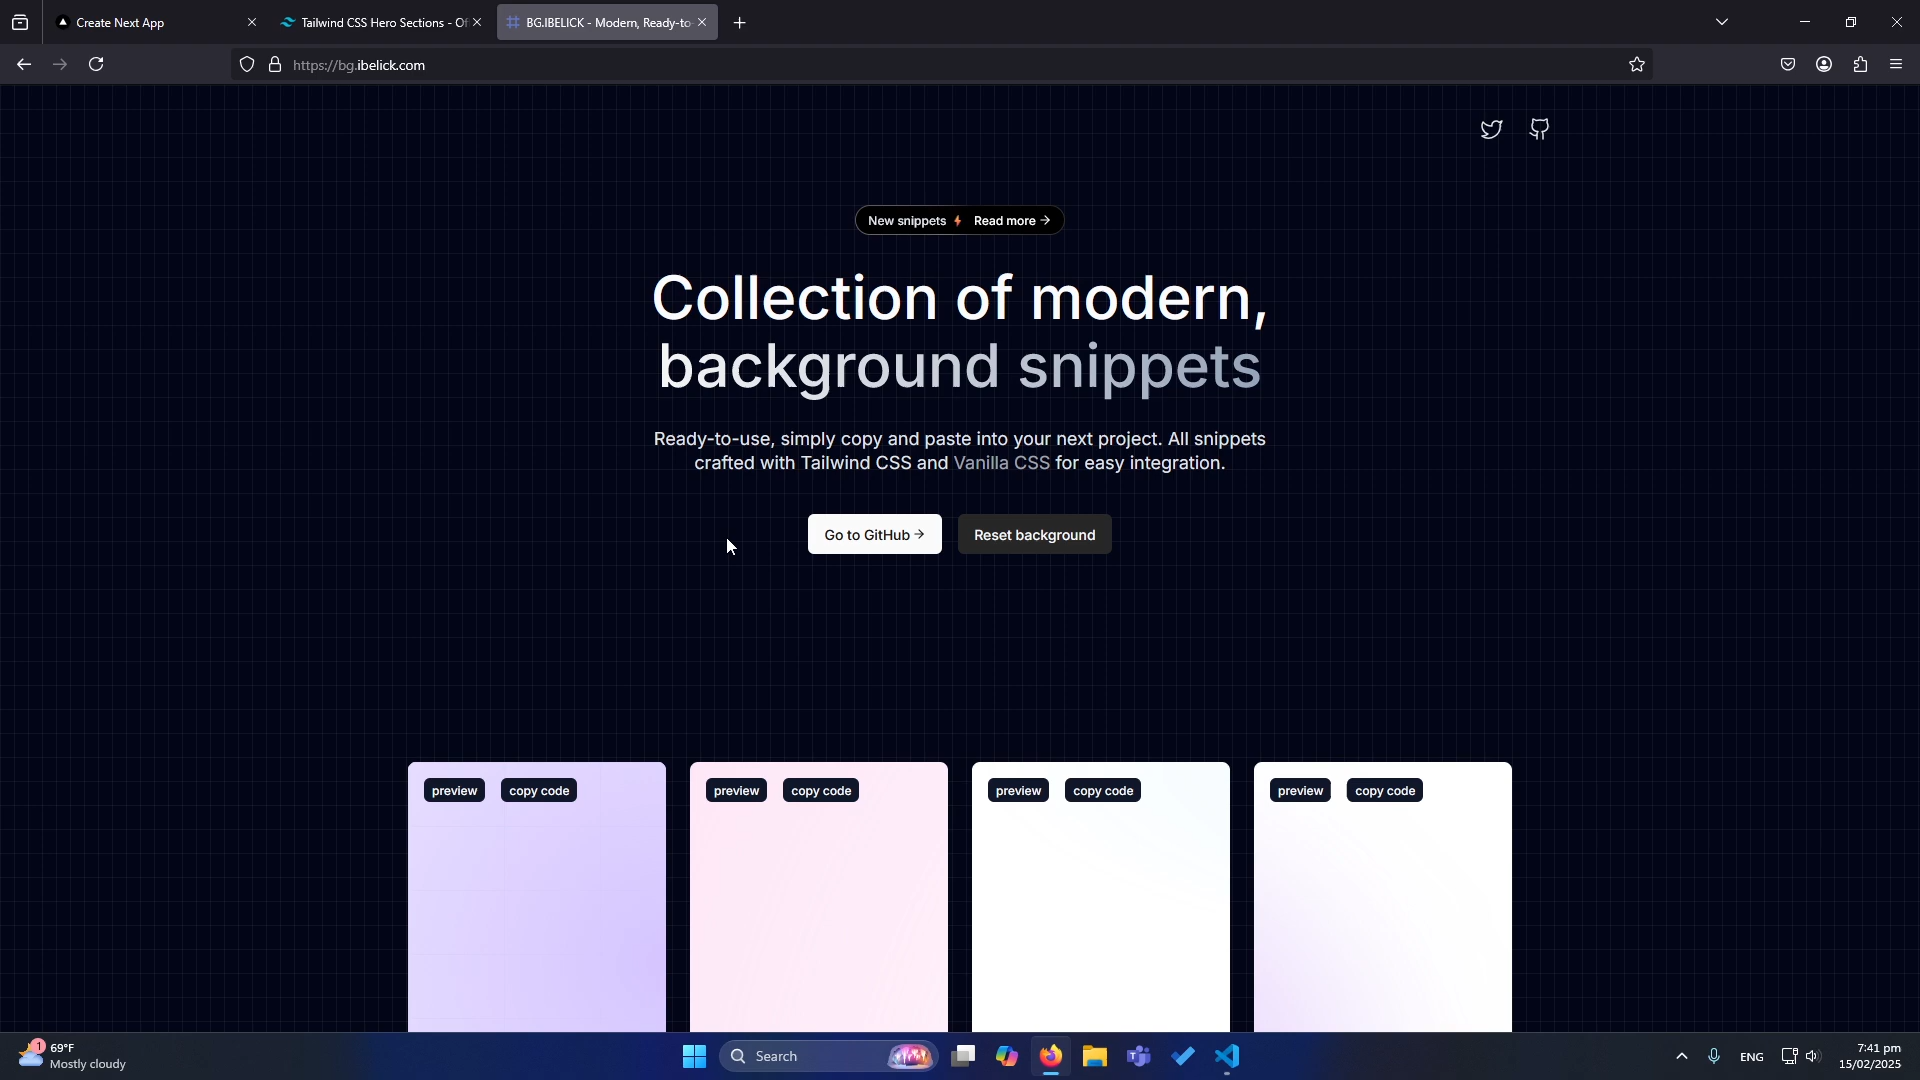 Create Next App
Tailwind CSS Hero Sections - Of
BG.IBELICK - Modern, Ready-to-
https://bg.ibelick.com
New snippets Read more →
Collection of modern,
background snippets
Ready-to-use, simply copy and paste into your next project. All snippets
crafted with Tailwind CSS and Vanilla CSS for easy integration.
Go to GitHub →
Reset background
preview copy code
preview copy code
preview copy code
preview copy code
1
69°F
Mostly cloudy
Search
ENG
7:41 pm
15/02/2025